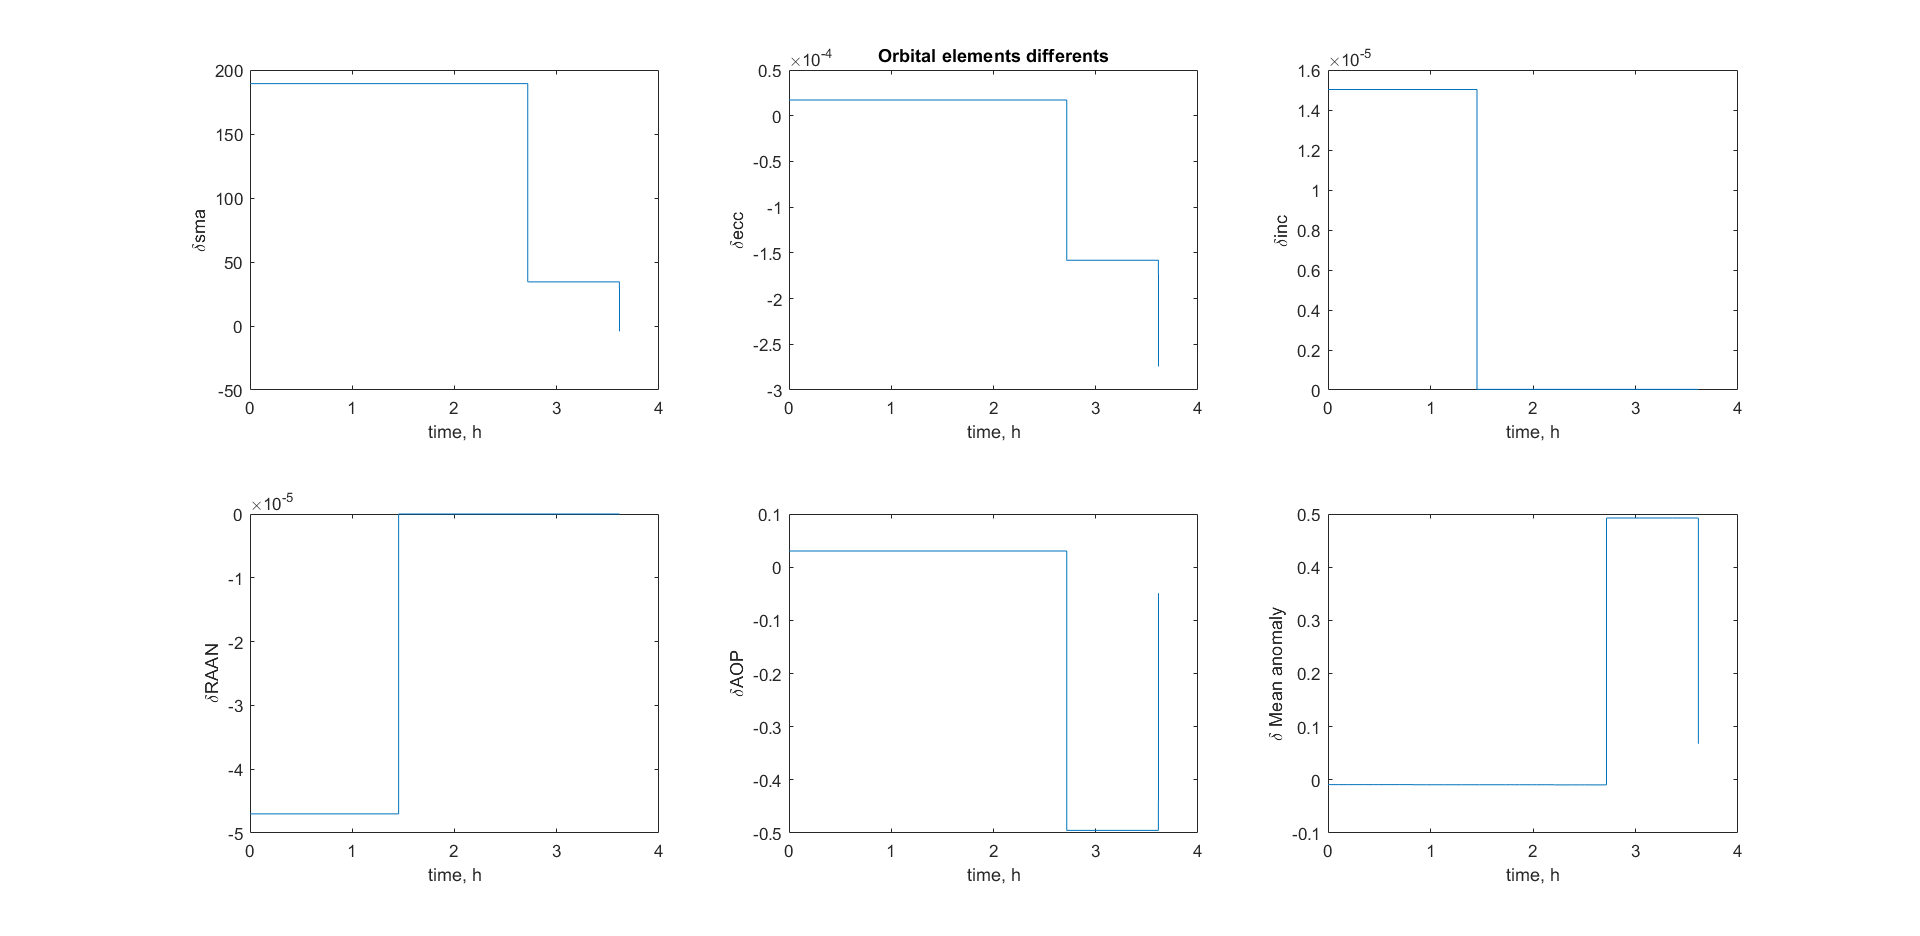 Orbital elements differents
200
150
100
50
0
-50
δsma
0 1 2 3 4
time, h
×10-4
0.5
0
-0.5
-1
-1.5
-2
-2.5
-3
δecc
0 1 2 3 4
time, h
×10-5
1.6
1.4
1.2
1
0.8
0.6
0.4
0.2
0
δinc
0 1 2 3 4
time, h
×10-5
0
-1
-2
-3
-4
-5
δRAAN
0 1 2 3 4
time, h
0.1
0
-0.1
-0.2
-0.3
-0.4
-0.5
δAOP
0 1 2 3 4
time, h
0.5
0.4
0.3
0.2
0.1
0
-0.1
δ Mean anomaly
0 1 2 3 4
time, h